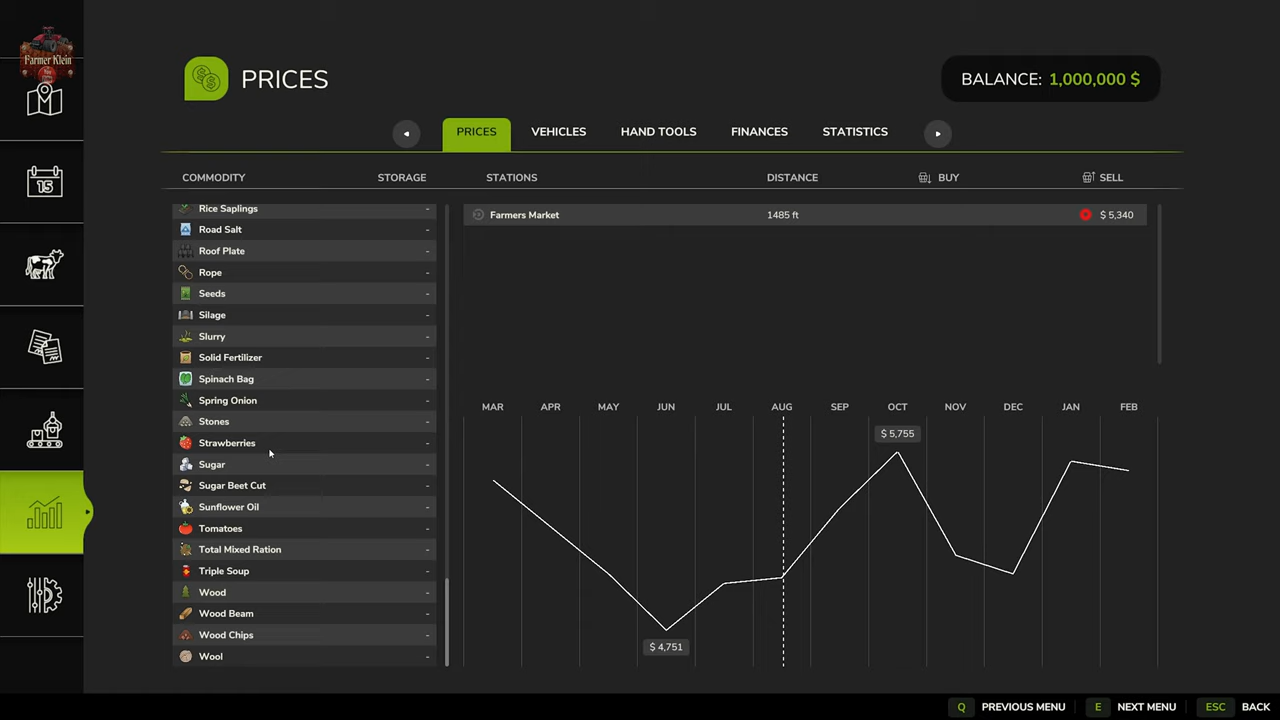 Farmer Klein
15
PRICES
BALANCE: 1,000,000 $
PRICES VEHICLES HAND TOOLS FINANCES STATISTICS
COMMODITY STORAGE STATIONS DISTANCE BUY SELL
Rice Saplings -
Road Salt -
Roof Plate -
Rope -
Seeds -
Silage -
Slurry -
Solid Fertilizer -
Spinach Bag -
Spring Onion -
Stones -
Strawberries -
Sugar -
Sugar Beet Cut -
Sunflower Oil -
Tomatoes -
Total Mixed Ration -
Triple Soup -
Wood -
Wood Beam -
Wood Chips -
Wool -
Farmers Market 1485 ft $ 5,340
MAR APR MAY JUN JUL AUG SEP OCT NOV DEC JAN FEB
$ 5,755
$ 4,751
Q PREVIOUS MENU E NEXT MENU ESC BACK